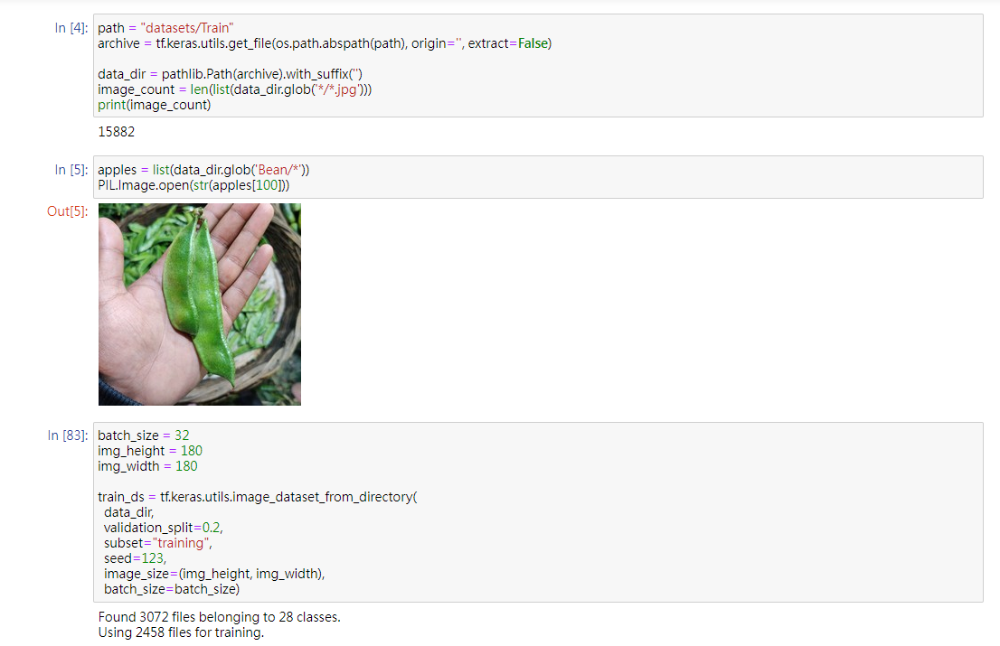 In [4]: path = "datasets/Train"
archive = tf.keras.utils.get_file(os.path.abspath(path), origin='', extract=False)
data_dir = pathlib.Path(archive).with_suffix('')
image_count = len(list(data_dir.glob('*/*.jpg')))
print(image_count)
15882
In [5]: apples = list(data_dir.glob('Bean/*'))
PIL.Image.open(str(apples[100]))
Out[5]:
In [83]: batch_size = 32
img_height = 180
img_width = 180
train_ds = tf.keras.utils.image_dataset_from_directory(
data_dir,
validation_split=0.2,
subset="training",
seed=123,
image_size=(img_height, img_width),
batch_size=batch_size)
Found 3072 files belonging to 28 classes.
Using 2458 files for training.